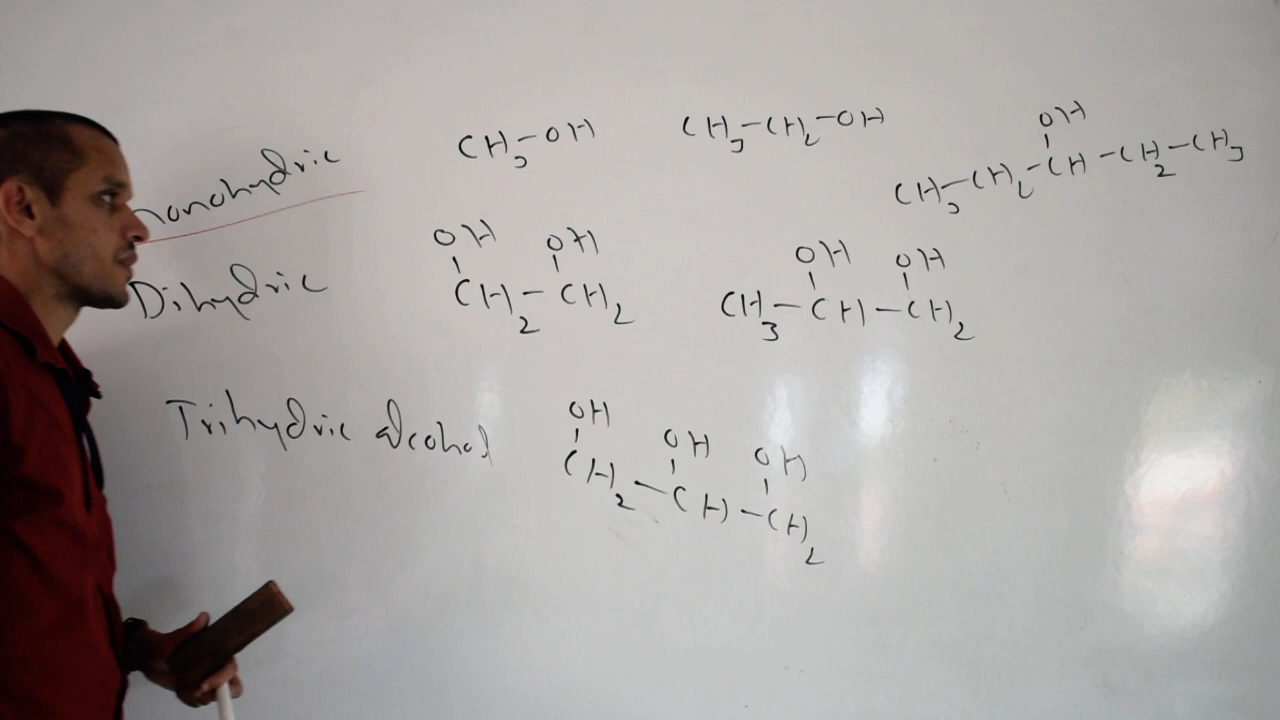 monohydric CH3-OH CH3-CH2-OH
OH
CH3-CH2-CH-CH2-CH3
OH OH OH OH
Dihydric CH2-CH2 CH3-CH-CH2
OH OH OH
Trihydric alcohol CH2-CH-CH2